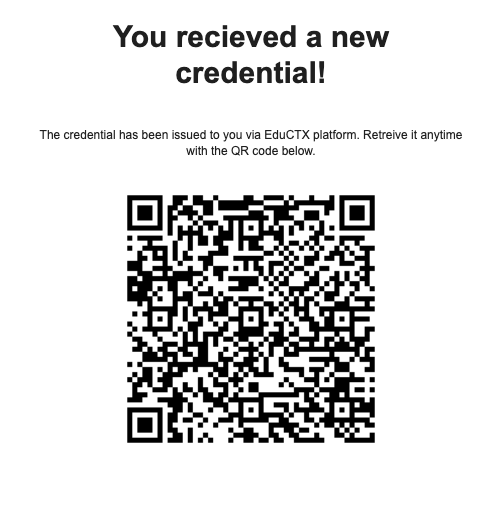 You recieved a new
credential!
The credential has been issued to you via EduCTX platform. Retreive it anytime
with the QR code below.